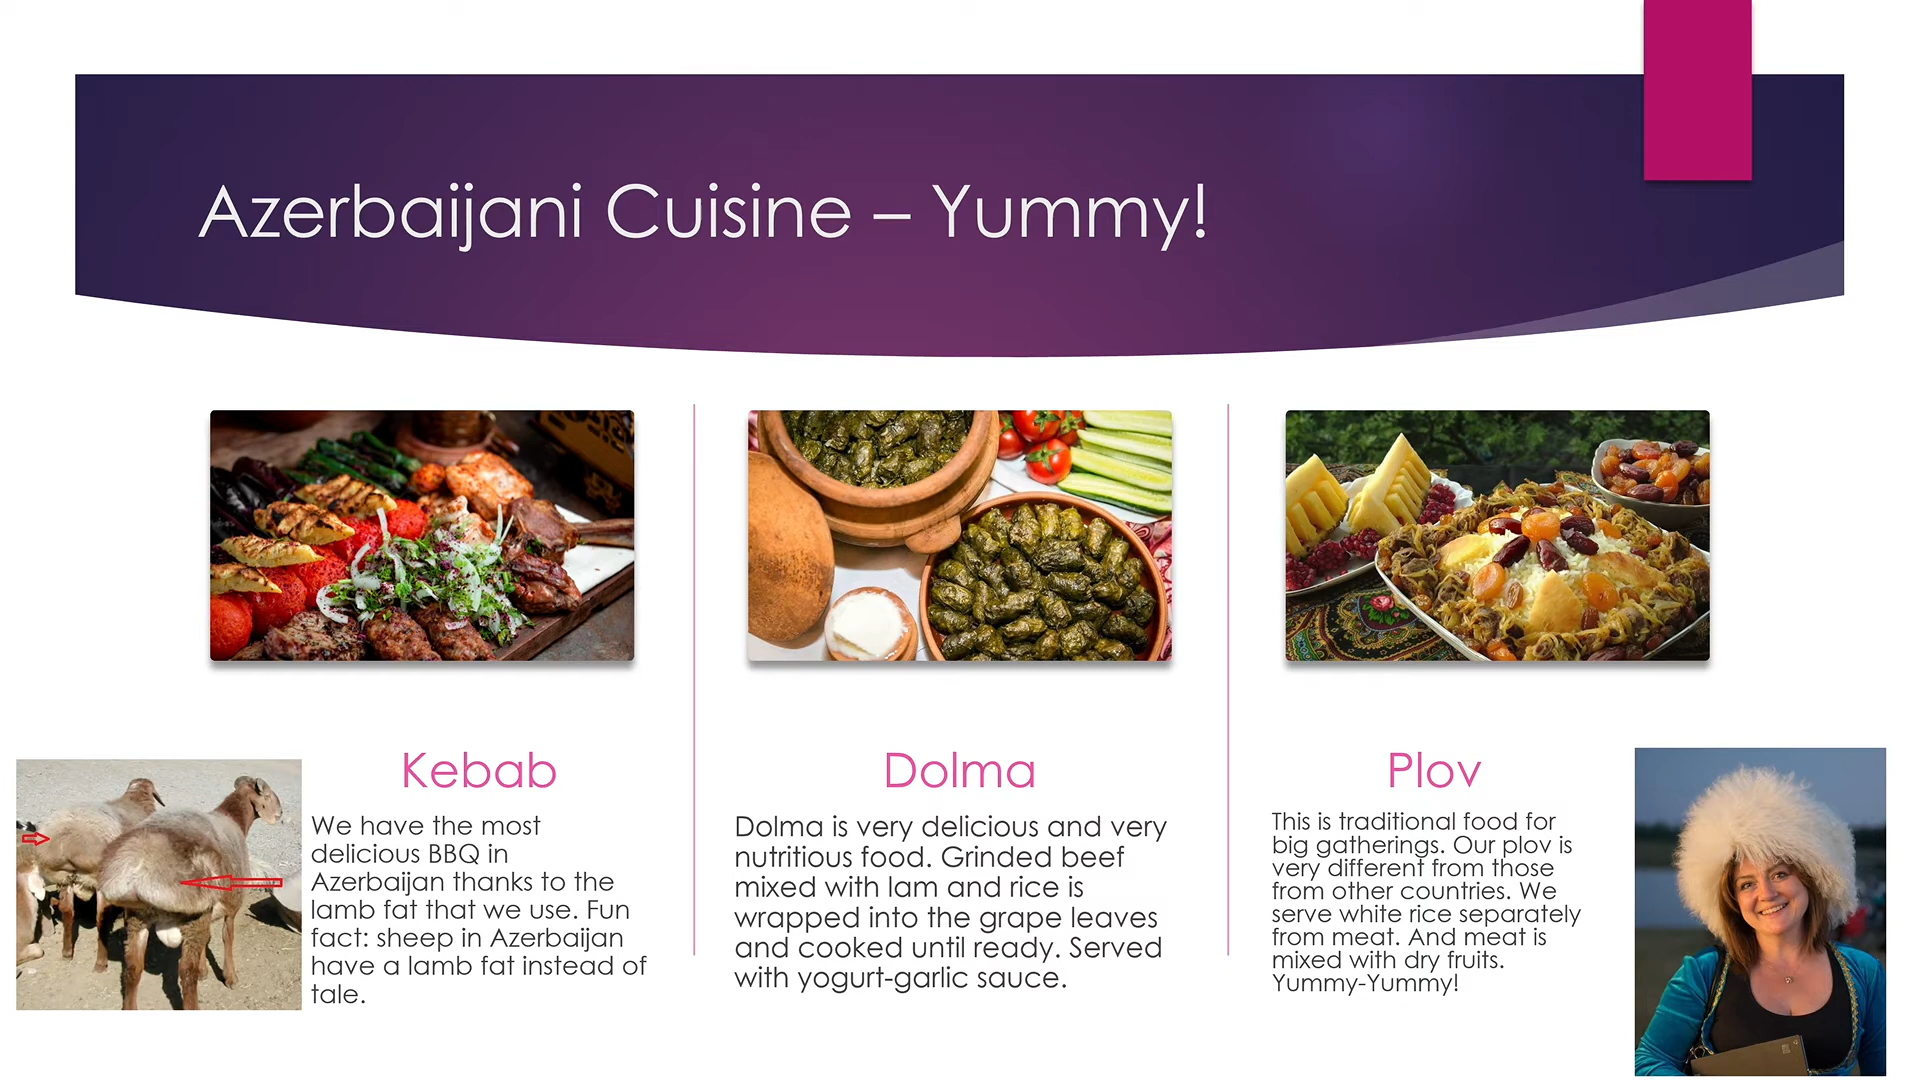 Azerbaijani Cuisine – Yummy!
Kebab
We have the most
delicious BBQ in
Azerbaijan thanks to the
lamb fat that we use. Fun
fact: sheep in Azerbaijan
have a lamb fat instead of
tale.
Dolma
Dolma is very delicious and very
nutritious food. Grinded beef
mixed with lam and rice is
wrapped into the grape leaves
and cooked until ready. Served
with yogurt-garlic sauce.
Plov
This is traditional food for
big gatherings. Our plov is
very different from those
from other countries. We
serve white rice separately
from meat. And meat is
mixed with dry fruits.
Yummy-Yummy!